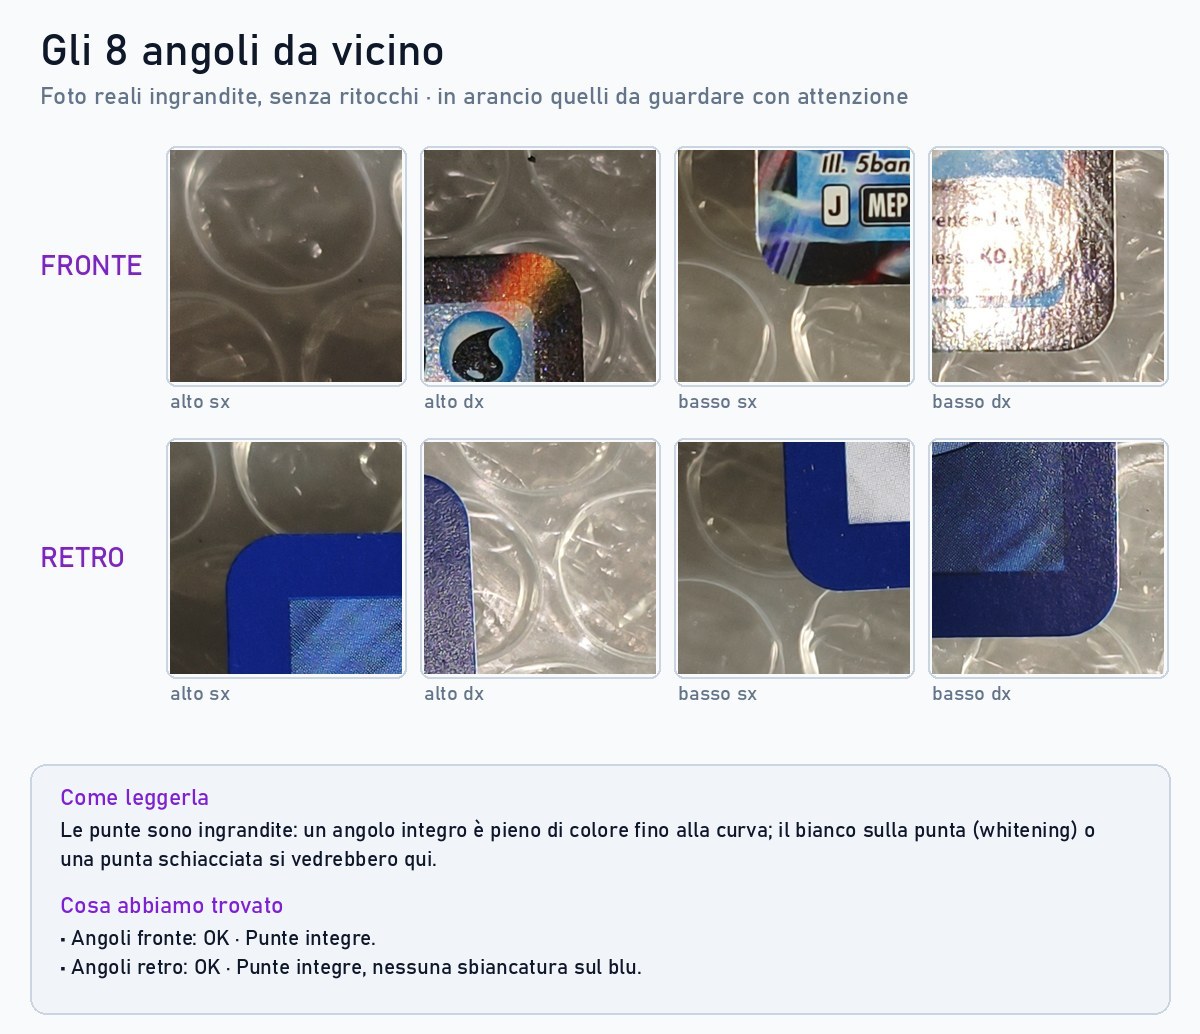 Gli 8 angoli da vicino
Foto reali ingrandite, senza ritocchi · in arancio quelli da guardare con attenzione
FRONTE
Ill. 5ban
J MEP
KO.
alto sx
alto dx
basso sx
basso dx
RETRO
alto sx
alto dx
basso sx
basso dx
Come leggerla
Le punte sono ingrandite: un angolo integro è pieno di colore fino alla curva; il bianco sulla punta (whitening) o
una punta schiacciata si vedrebbero qui.
Cosa abbiamo trovato
• Angoli fronte: OK · Punte integre.
• Angoli retro: OK · Punte integre, nessuna sbiancatura sul blu.